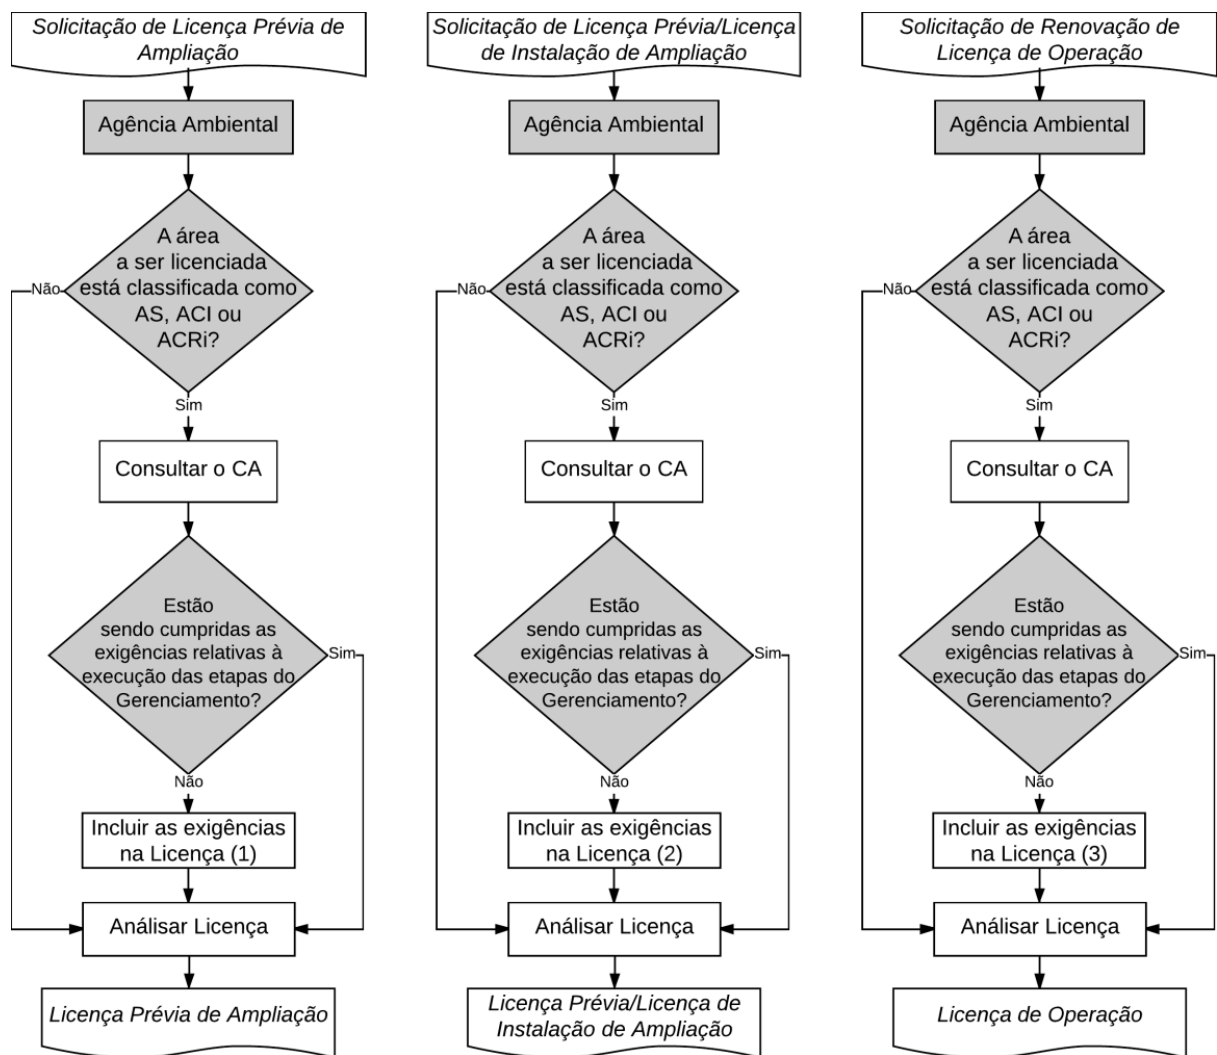 Solicitação de Licença Prévia de
Ampliação
Agência Ambiental
A área
a ser licenciada
está classificada como
AS, ACI ou
ACRi?
Não
Sim
Consultar o CA
Estão
sendo cumpridas as
exigências relativas à
execução das etapas do
Gerenciamento?
Sim
Não
Incluir as exigências
na Licença (1)
Análisar Licença
Licença Prévia de Ampliação
Solicitação de Licença Prévia/Licença
de Instalação de Ampliação
Agência Ambiental
A área
a ser licenciada
está classificada como
AS, ACI ou
ACRi?
Não
Sim
Consultar o CA
Estão
sendo cumpridas as
exigências relativas à
execução das etapas do
Gerenciamento?
Sim
Não
Incluir as exigências
na Licença (2)
Análisar Licença
Licença Prévia/Licença de
Instalação de Ampliação
Solicitação de Renovação de
Licença de Operação
Agência Ambiental
A área
a ser licenciada
está classificada como
AS, ACI ou
ACRi?
Não
Sim
Consultar o CA
Estão
sendo cumpridas as
exigências relativas à
execução das etapas do
Gerenciamento?
Sim
Não
Incluir as exigências
na Licença (3)
Análisar Licença
Licença de Operação